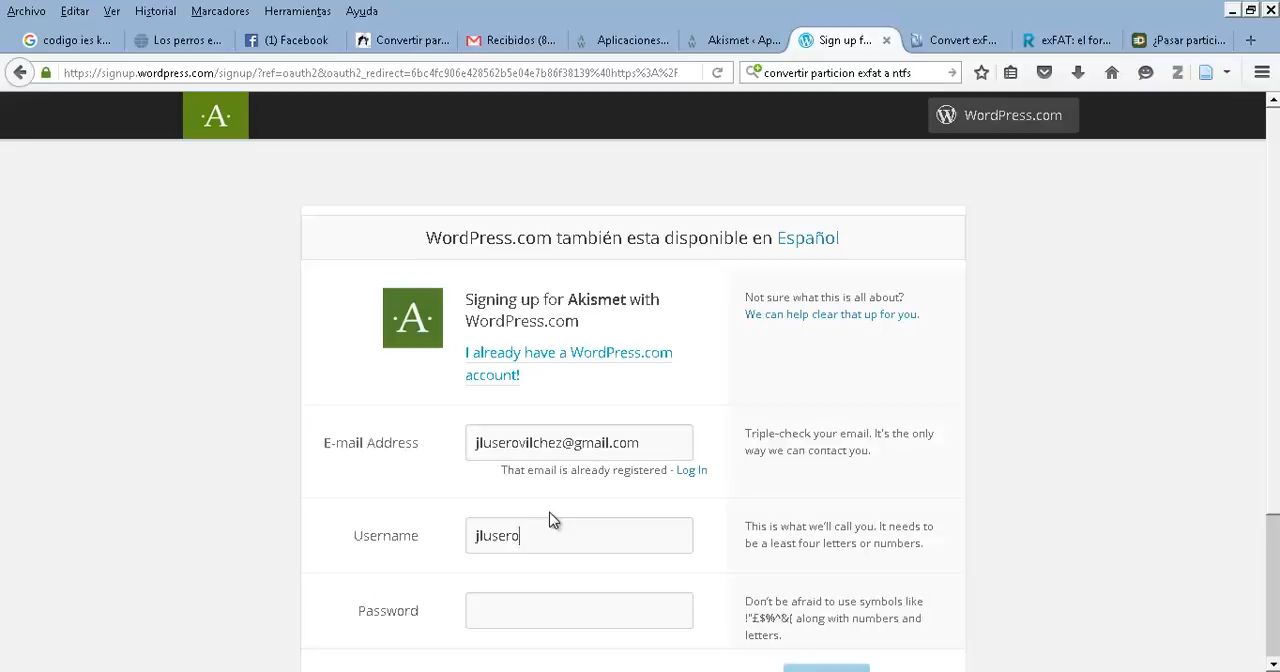 Archivo Editar Ver Historial Marcadores Herramientas Ayuda
codigo ies k... Los perros e... (1) Facebook Convertir par... Recibidos (8... Aplicaciones... Akismet ‹ Ap... Sign up f... Convert exF... exFAT: el for... ¿Pasar partici...
https://signup.wordpress.com/signup/?ref=oauth2&oauth2_redirect=6bc4fc906e428562b5e04e7b86f38139%40https%3A%2F convertir particion exfat a ntfs
·A· WordPress.com
WordPress.com también esta disponible en Español
·A·
Signing up for Akismet with
WordPress.com
I already have a WordPress.com
account!
Not sure what this is all about?
We can help clear that up for you.
E-mail Address jluserovilchez@gmail.com
That email is already registered - Log In
Triple-check your email. It's the only
way we can contact you.
Username jlusero
This is what we'll call you. It needs to
be a least four letters or numbers.
Password
Don't be afraid to use symbols like
!"£$%^&( along with numbers and
letters.